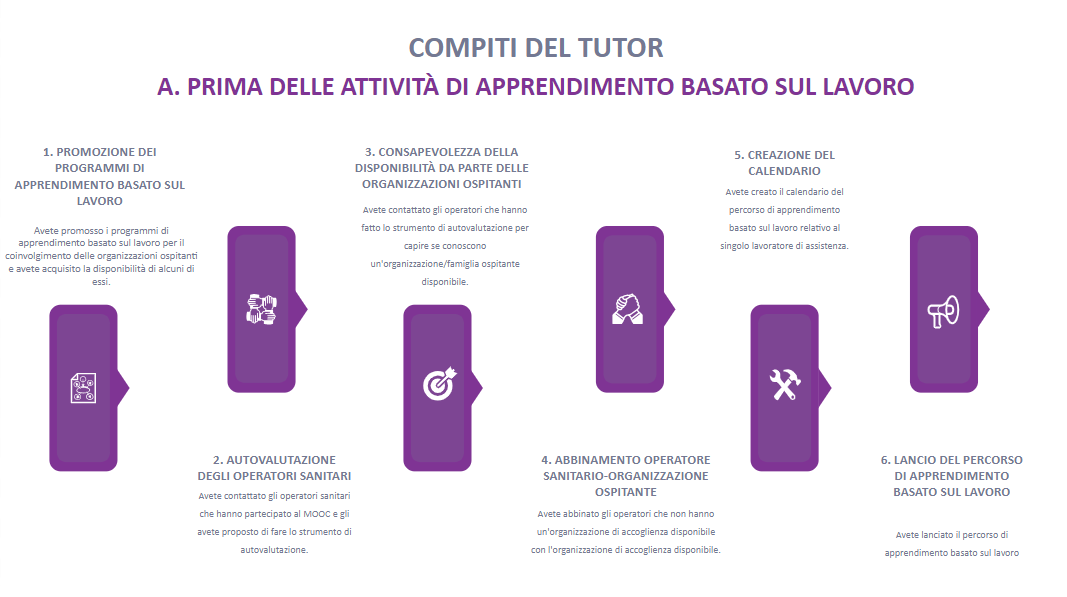 COMPITI DEL TUTOR
A. PRIMA DELLE ATTIVITÀ DI APPRENDIMENTO BASATO SUL LAVORO
1. PROMOZIONE DEI
PROGRAMMI DI
APPRENDIMENTO BASATO SUL
LAVORO
Avete promosso i programmi di
apprendimento basato sul lavoro per il
coinvolgimento delle organizzazioni ospitanti
e avete acquisito la disponibilità di alcuni di
essi.
2. AUTOVALUTAZIONE
DEGLI OPERATORI SANITARI
Avete contattato gli operatori sanitari
che hanno partecipato al MOOC e gli
avete proposto di fare lo strumento di
autovalutazione.
3. CONSAPEVOLEZZA DELLA
DISPONIBILITÀ DA PARTE DELLE
ORGANIZZAZIONI OSPITANTI
Avete contattato gli operatori che hanno
fatto lo strumento di autovalutazione per
capire se conoscono
un'organizzazione/famiglia ospitante
disponibile.
4. ABBINAMENTO OPERATORE
SANITARIO-ORGANIZZAZIONE
OSPITANTE
Avete abbinato gli operatori che non hanno
un'organizzazione di accoglienza disponibile
con l'organizzazione di accoglienza disponibile.
5. CREAZIONE DEL
CALENDARIO
Avete creato il calendario del
percorso di apprendimento
basato sul lavoro relativo al
singolo lavoratore di assistenza.
6. LANCIO DEL PERCORSO
DI APPRENDIMENTO
BASATO SUL LAVORO
Avete lanciato il percorso di
apprendimento basato sul lavoro